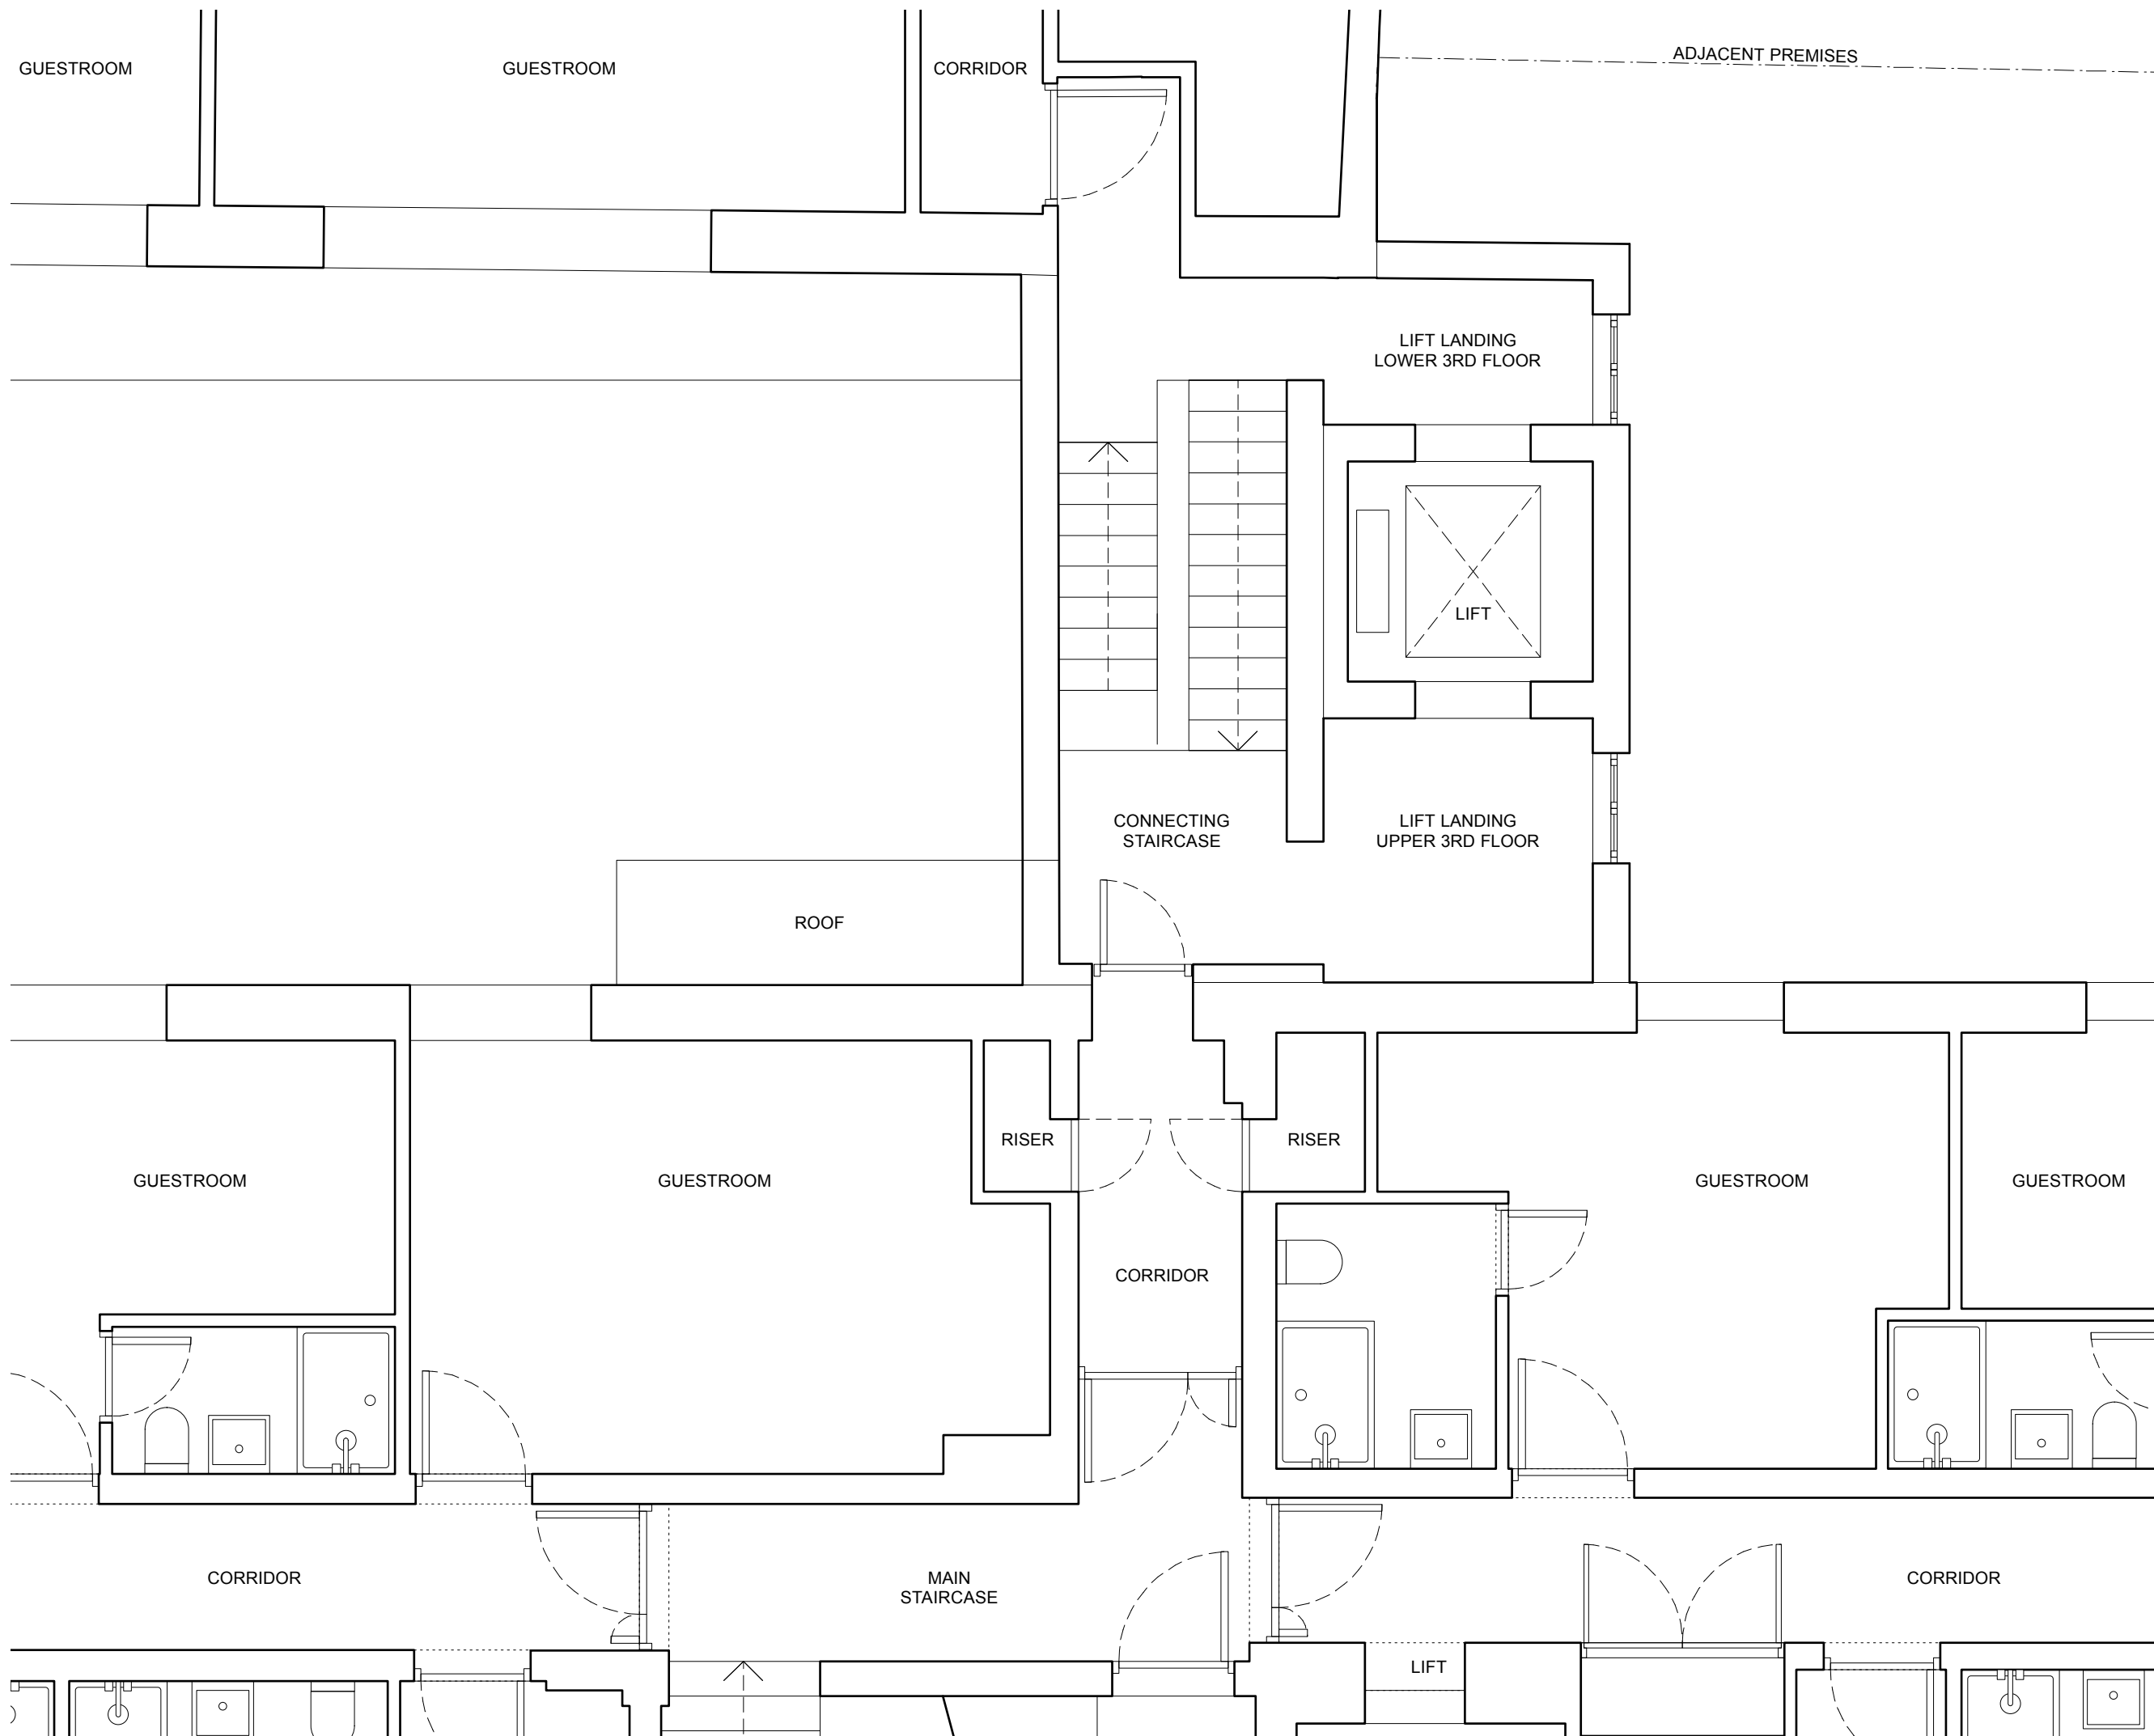 ADJACENT PREMISES
GUESTROOM
GUESTROOM
CORRIDOR
LIFT LANDING
LOWER 3RD FLOOR
LIFT
CONNECTING
STAIRCASE
LIFT LANDING
UPPER 3RD FLOOR
ROOF
RISER
RISER
GUESTROOM
GUESTROOM
GUESTROOM
GUESTROOM
CORRIDOR
CORRIDOR
MAIN
STAIRCASE
CORRIDOR
LIFT